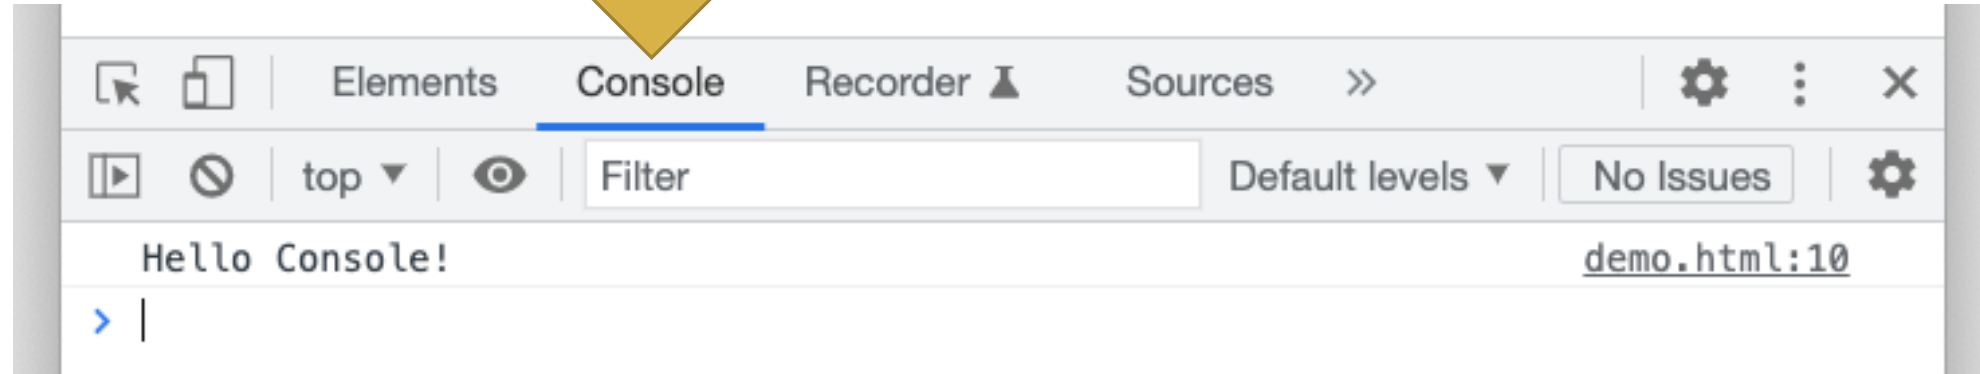 Elements Console Recorder Sources
top Filter Default levels No Issues
Hello Console! demo.html:10